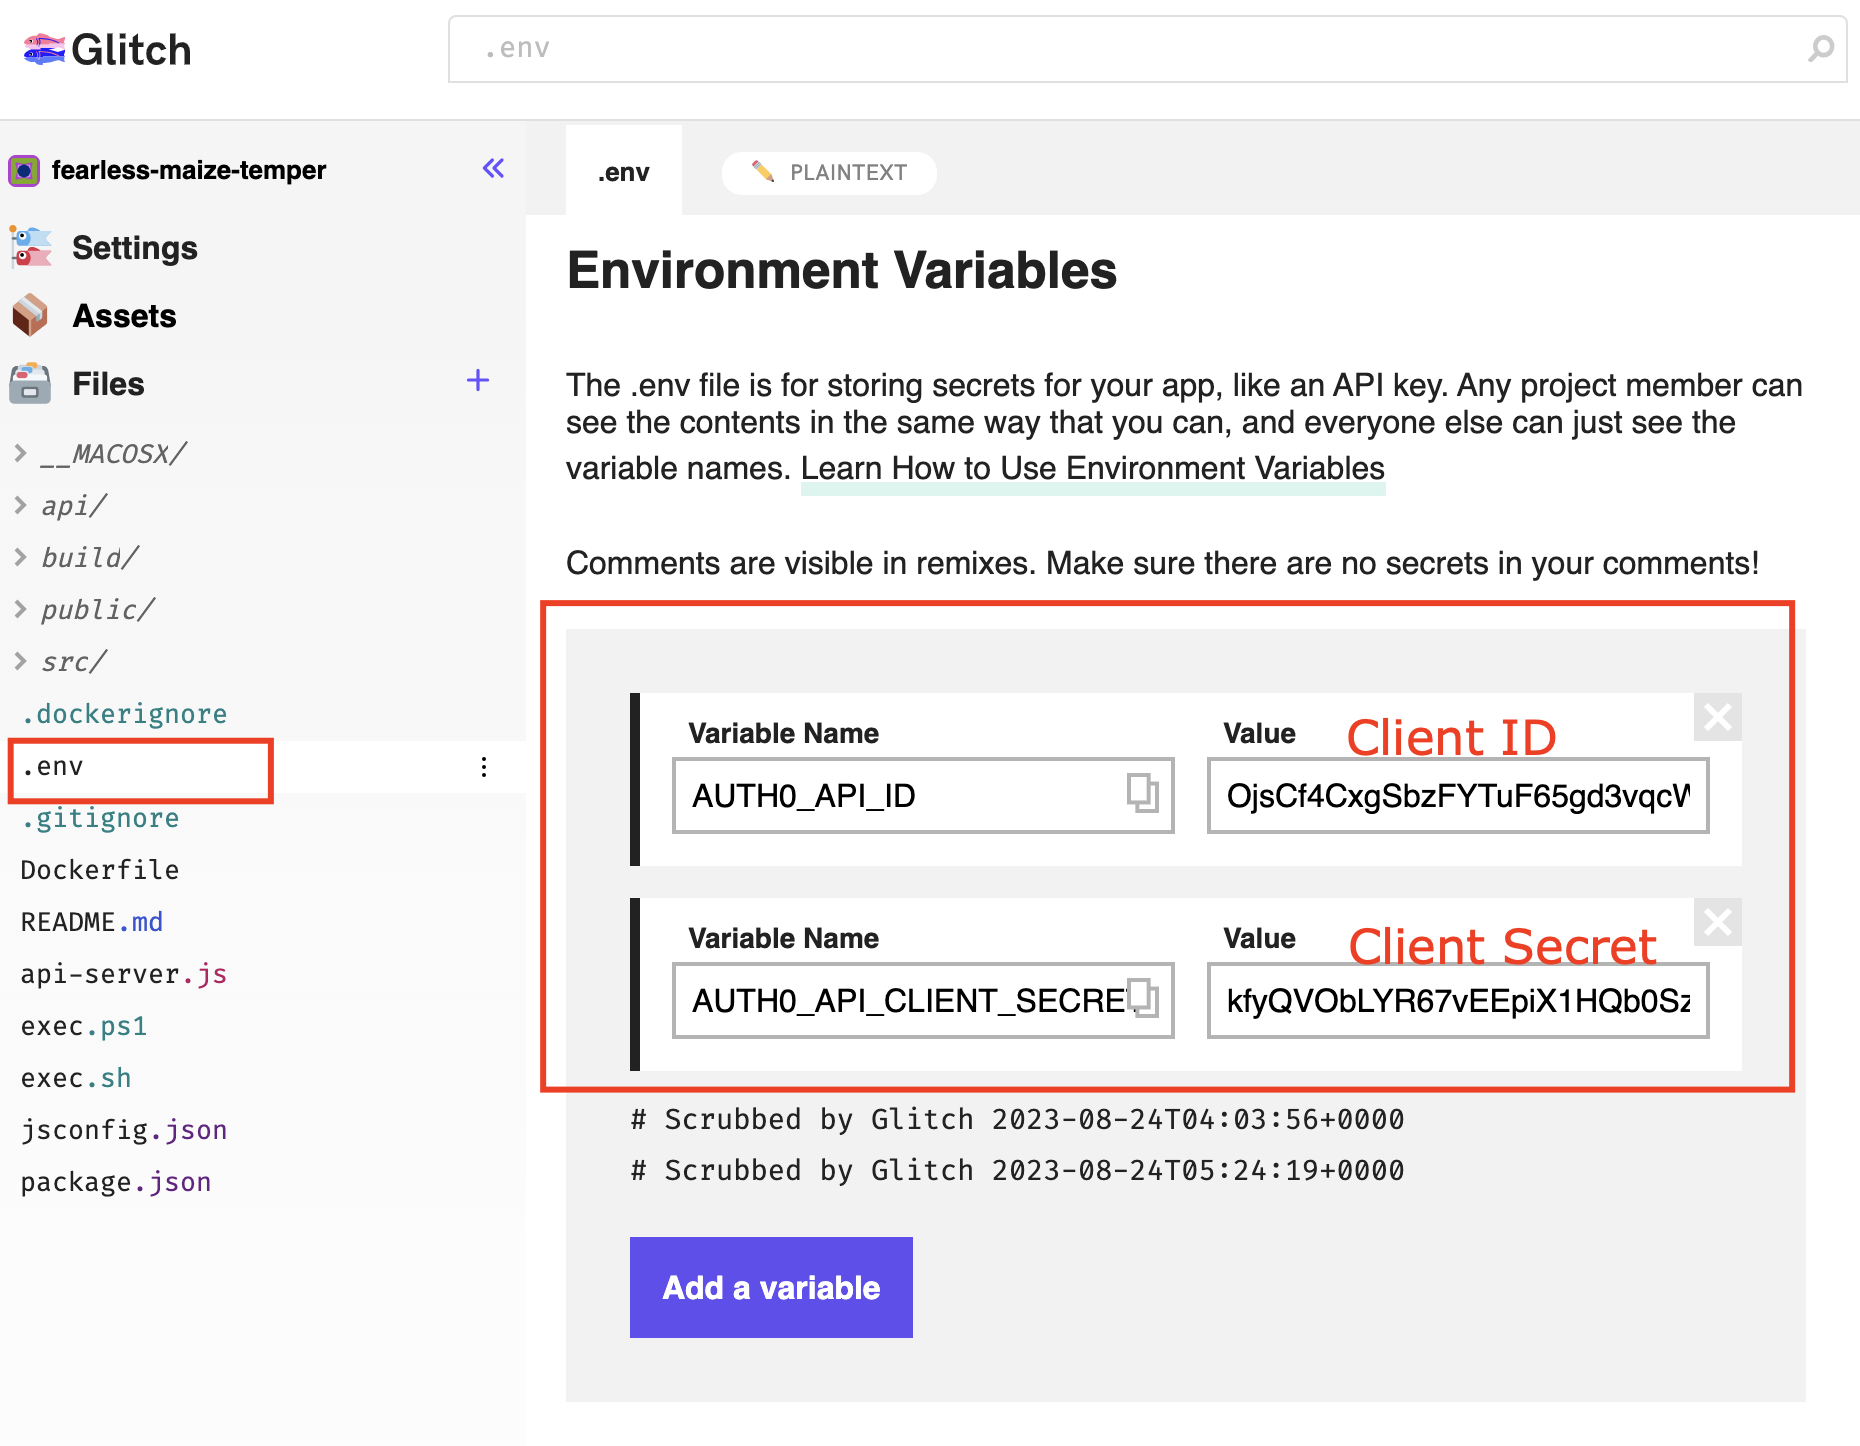 Glitch
.env
fearless-maize-temper
Settings
Assets
Files
__MACOSX/
api/
build/
public/
src/
.dockerignore
.env
.gitignore
Dockerfile
README.md
api-server.js
exec.ps1
exec.sh
jsconfig.json
package.json
.env
PLAINTEXT
Environment Variables
The .env file is for storing secrets for your app, like an API key. Any project member can
see the contents in the same way that you can, and everyone else can just see the
variable names. Learn How to Use Environment Variables
Comments are visible in remixes. Make sure there are no secrets in your comments!
Variable Name
Value
Client ID
AUTH0_API_ID
OjsCf4CxgSbzFYTuF65gd3vqcW
Variable Name
Value
Client Secret
AUTH0_API_CLIENT_SECRET
kfyQVObLYR67vEEpiX1HQb0Sz
# Scrubbed by Glitch 2023-08-24T04:03:56+0000
# Scrubbed by Glitch 2023-08-24T05:24:19+0000
Add a variable